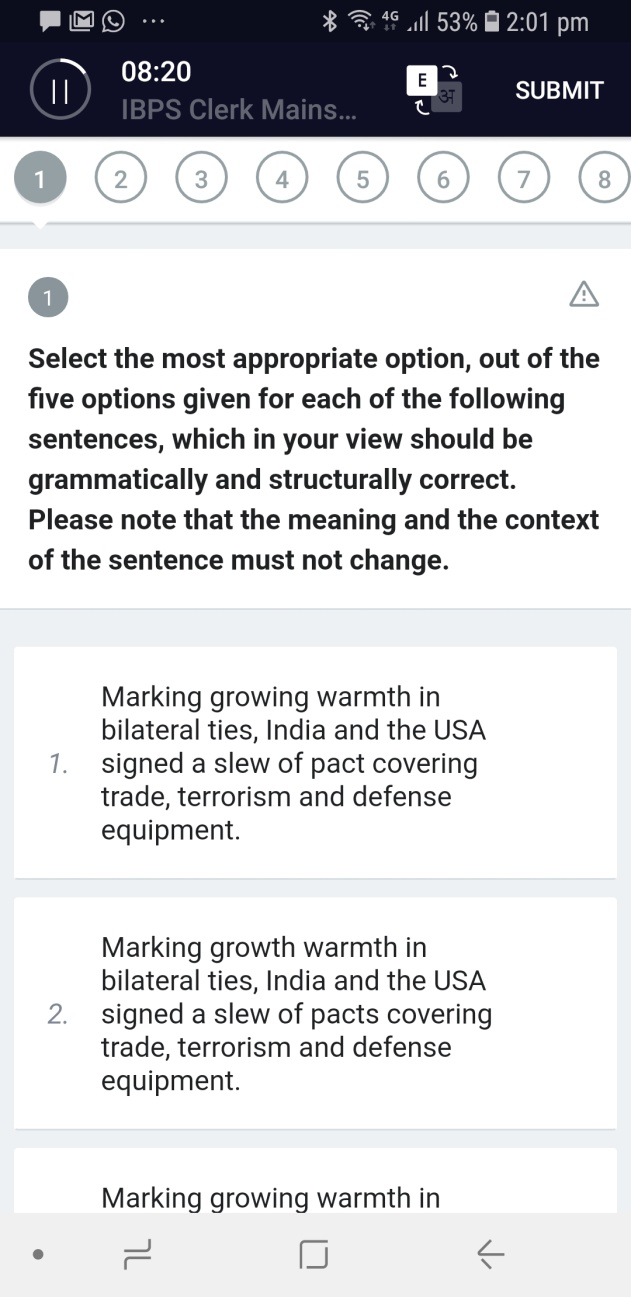 4G 53% 2:01 pm
08:20
IBPS Clerk Mains...
E अ
SUBMIT
1 2 3 4 5 6 7 8
1
Select the most appropriate option, out of the
five options given for each of the following
sentences, which in your view should be
grammatically and structurally correct.
Please note that the meaning and the context
of the sentence must not change.
Marking growing warmth in
bilateral ties, India and the USA
1. signed a slew of pact covering
trade, terrorism and defense
equipment.
Marking growth warmth in
bilateral ties, India and the USA
2. signed a slew of pacts covering
trade, terrorism and defense
equipment.
Marking growing warmth in